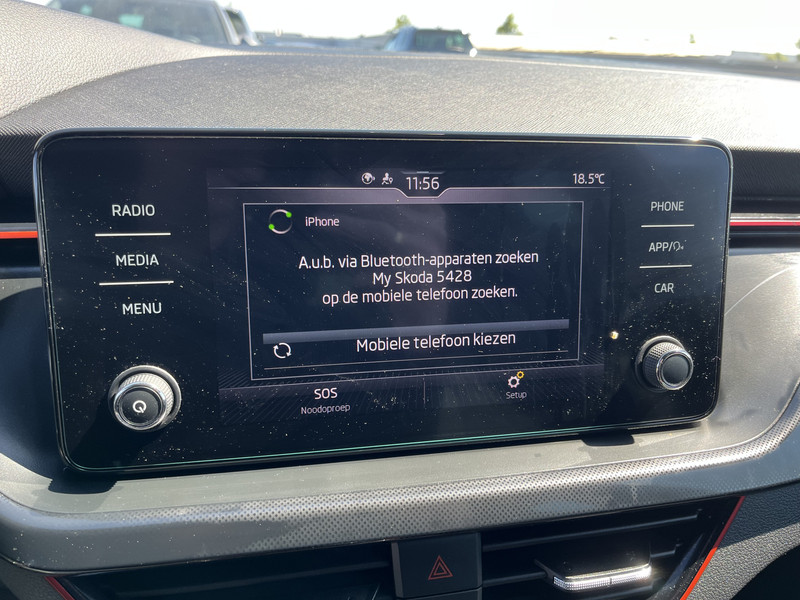 11:56
18.5°C
RADIO
MEDIA
MENU
iPhone
A.u.b. via Bluetooth-apparaten zoeken
My Skoda 5428
op de mobiele telefoon zoeken.
Mobiele telefoon kiezen
SOS
Noodoproep
Setup
PHONE
APP/
CAR